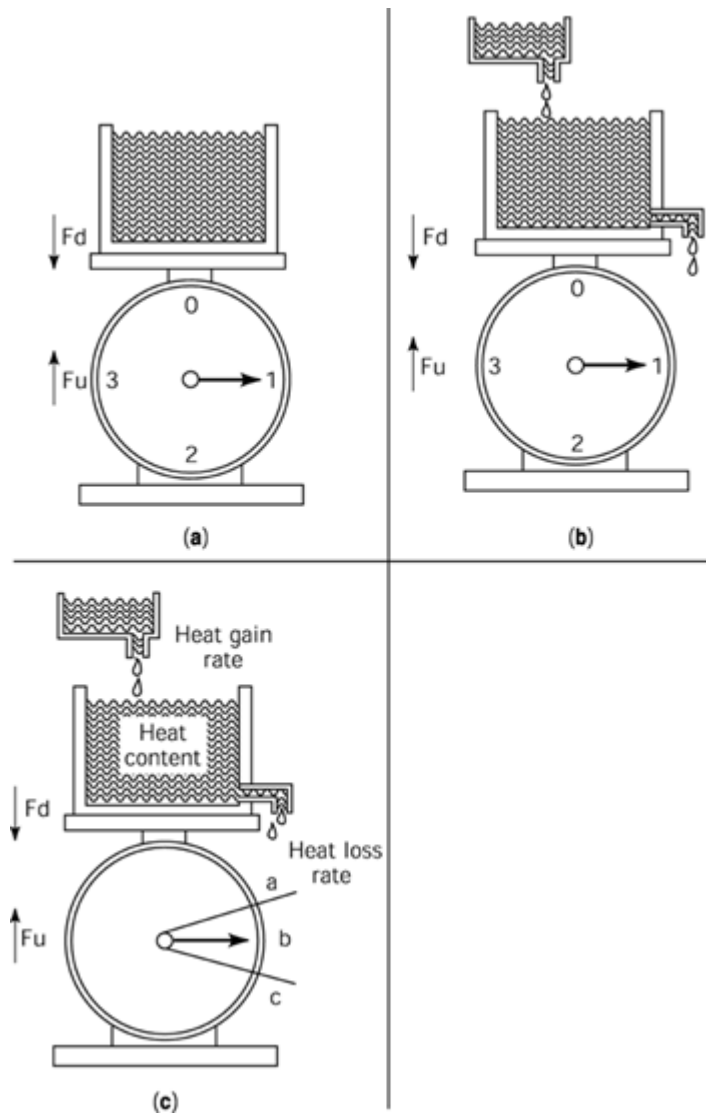 Fd
0
Fu
3
1
2
(a)
Fd
0
Fu
3
1
2
(b)
Heat gain
rate
Heat
content
Fd
Heat loss
rate
a
Fu
b
c
(c)